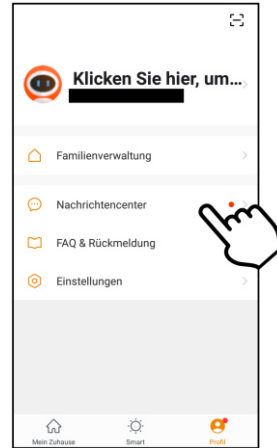 Klicken Sie hier, um...
Familienverwaltung
Nachrichtencenter
FAQ & Rückmeldung
Einstellungen
Mein Zuhause Smart Profil